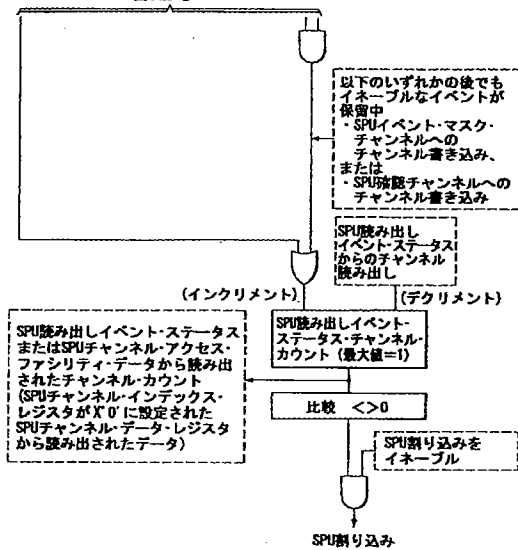 以下のいずれかの後でも
イネーブルなイベントが
保留中
・SPUイベント・マスク・
チャンネルへの
チャンネル書き込み、
または
・SPU確認チャンネルへの
チャンネル書き込み
SPU読み出し
イベント・ステータス
からのチャンネル
読み出し
(インクリメント)
(デクリメント)
SPU読み出しイベント-
ステータス・チャンネル・
カウント (最大値=1)
SPU読み出しイベント・ステータス
またはSPUチャンネル・アクセス・
ファシリティ・データから読み出
されたチャンネル・カウント
(SPUチャンネル・インデックス・
レジスタがX'0'に設定された
SPUチャンネル・データ・レジスタ
から読み出されたデータ)
比較 <>0
SPU割り込みを
イネーブル
SPU割り込み